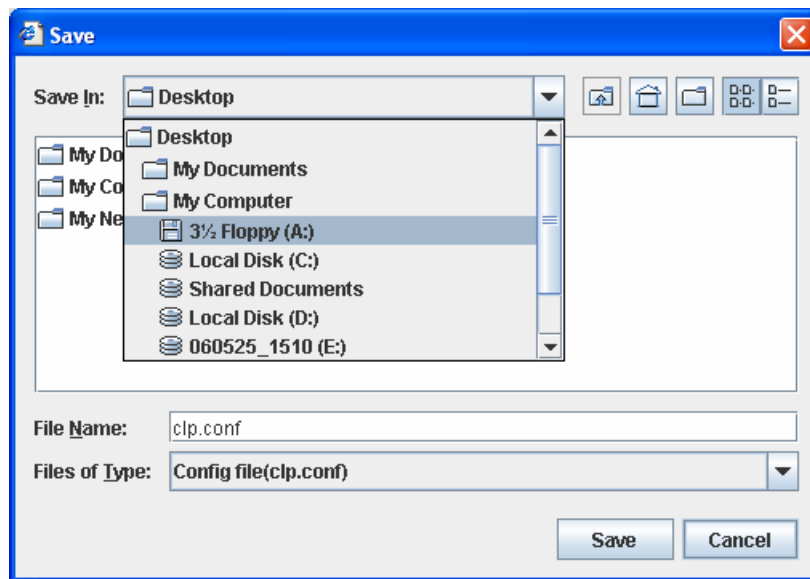 Save
Save In: Desktop
Desktop
My Do
My Documents
My Co
My Computer
My Ne
3½ Floppy (A:)
Local Disk (C:)
Shared Documents
Local Disk (D:)
060525_1510 (E:)
File Name: clp.conf
Files of Type: Config file(clp.conf)
Save Cancel